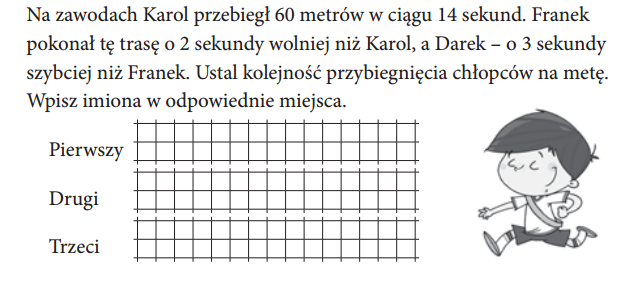 Na zawodach Karol przebiegł 60 metrów w ciągu 14 sekund. Franek
pokonał tę trasę o 2 sekundy wolniej niż Karol, a Darek – o 3 sekundy
szybciej niż Franek. Ustal kolejność przybiegnięcia chłopców na metę.
Wpisz imiona w odpowiednie miejsca.
Pierwszy
Drugi
Trzeci